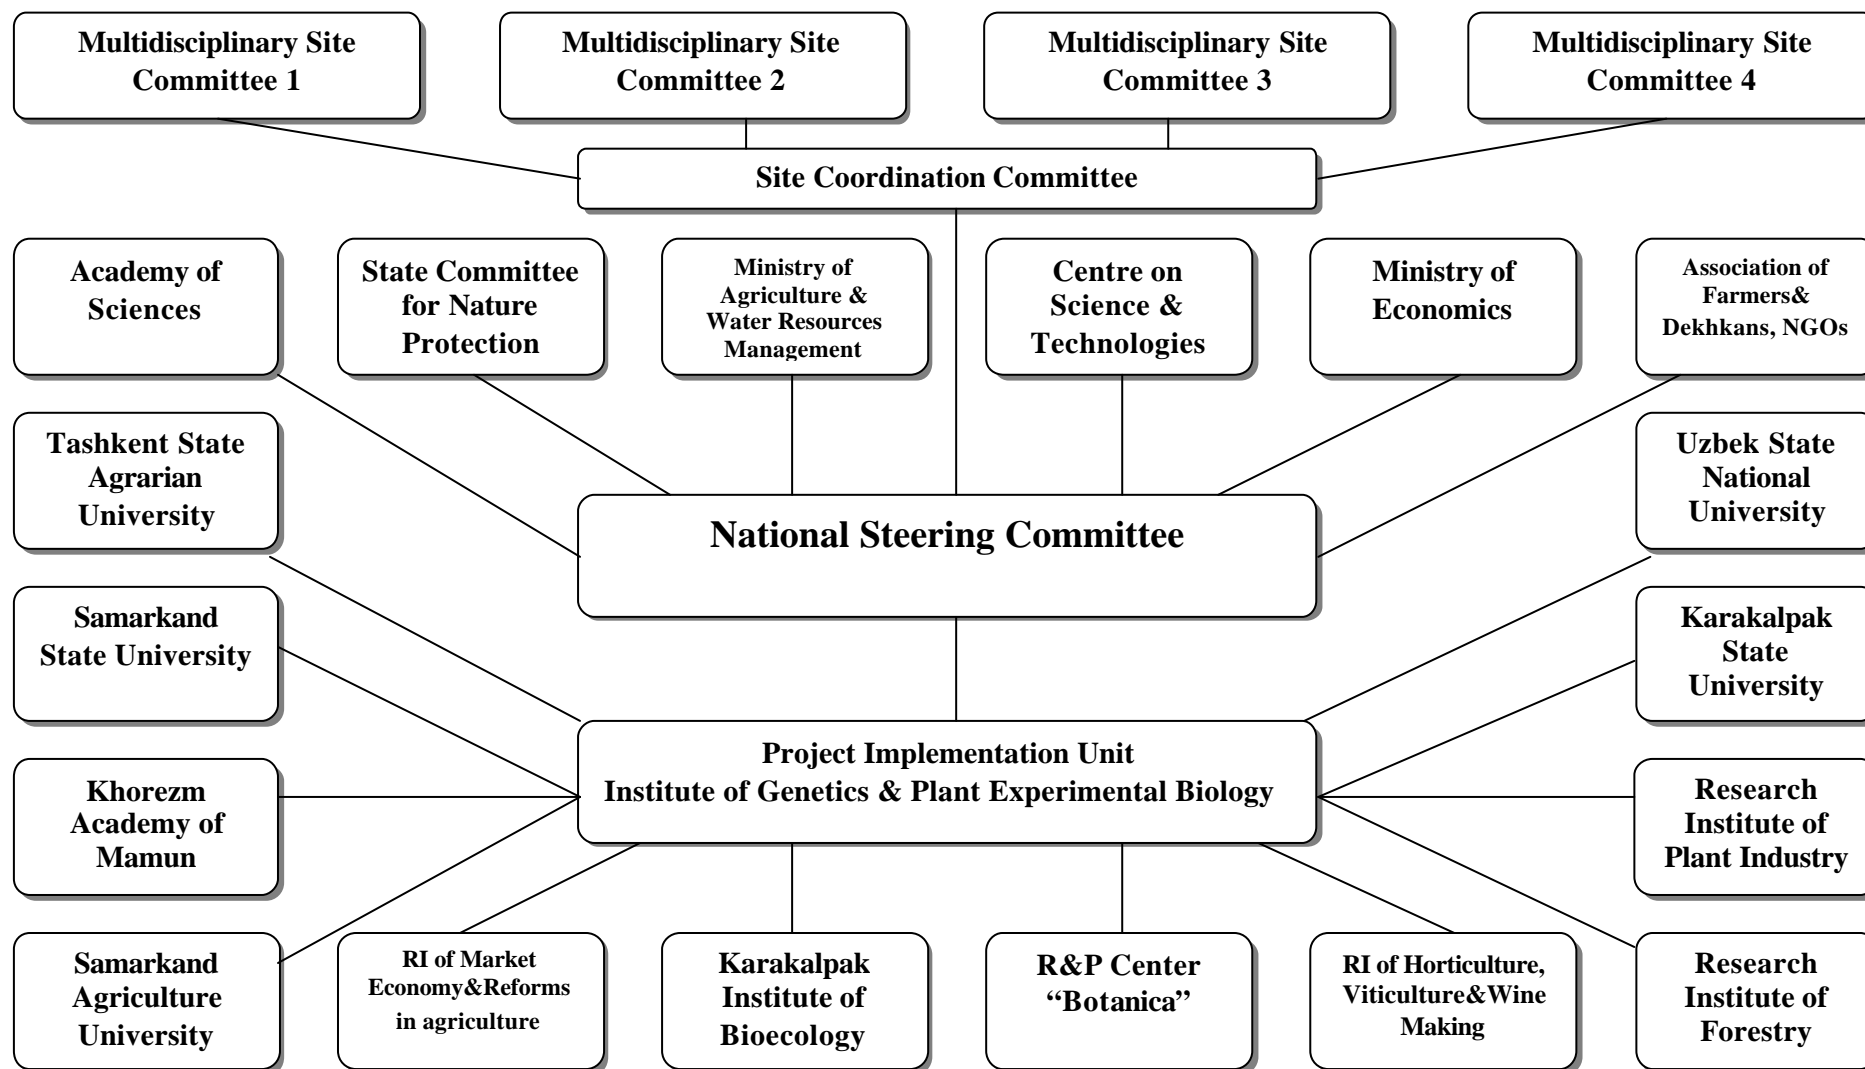 Multidisciplinary Site
Committee 1
Multidisciplinary Site
Committee 2
Multidisciplinary Site
Committee 3
Multidisciplinary Site
Committee 4
Site Coordination Committee
Academy of
Sciences
State Committee
for Nature
Protection
Ministry of
Agriculture &
Water Resources
Management
Centre on
Science &
Technologies
Ministry of
Economics
Association of
Farmers&
Dekhkans, NGOs
Tashkent State
Agrarian
University
Uzbek State
National
University
National Steering Committee
Samarkand
State University
Karakalpak
State
University
Project Implementation Unit
Institute of Genetics & Plant Experimental Biology
Khorezm
Academy of
Mamun
Research
Institute of
Plant Industry
Samarkand
Agriculture
University
RI of Market
Economy&Reforms
in agriculture
Karakalpak
Institute of
Bioecology
R&P Center
“Botanica”
RI of Horticulture,
Viticulture&Wine
Making
Research
Institute of
Forestry